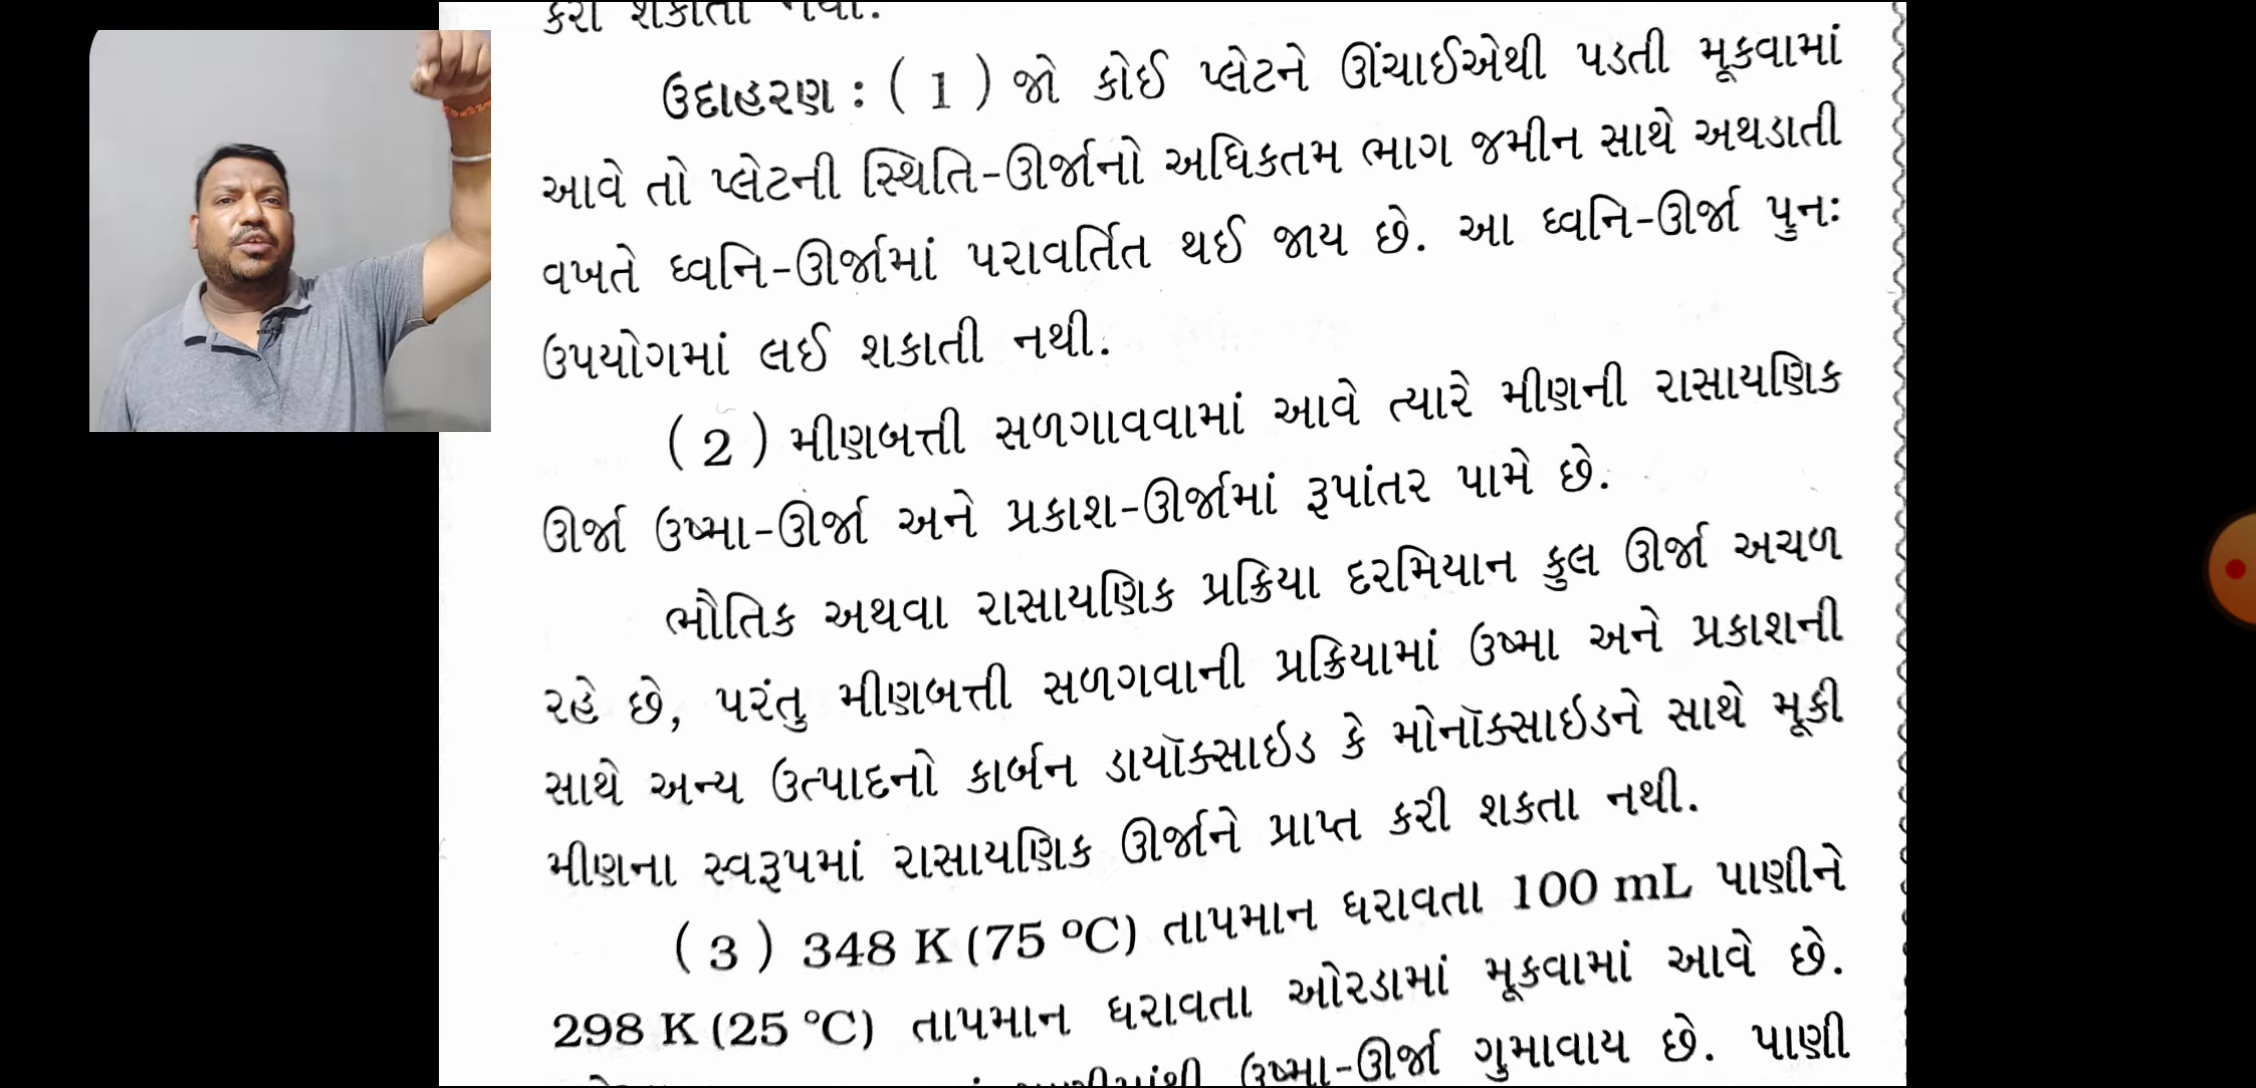 કરી શકાતી નથી.
ઉદાહરણ : ( 1 ) જો કોઈ પ્લેટને ઊંચાઈએથી પડતી મૂકવામાં
આવે તો પ્લેટની સ્થિતિ-ઊર્જાનો અધિકતમ ભાગ જમીન સાથે અથડાતી
વખતે ધ્વનિ-ઊર્જામાં પરાવર્તિત થઈ જાય છે. આ ધ્વનિ-ઊર્જા પુનઃ
ઉપયોગમાં લઈ શકાતી નથી.
( 2 ) મીણબત્તી સળગાવવામાં આવે ત્યારે મીણની રાસાયણિક
ઊર્જા ઉષ્મા-ઊર્જા અને પ્રકાશ-ઊર્જામાં રૂપાંતર પામે છે.
ભૌતિક અથવા રાસાયણિક પ્રક્રિયા દરમિયાન કુલ ઊર્જા અચળ
રહે છે, પરંતુ મીણબત્તી સળગવાની પ્રક્રિયામાં ઉષ્મા અને પ્રકાશની
સાથે અન્ય ઉત્પાદનો કાર્બન ડાયૉક્સાઇડ કે મોનૉક્સાઇડને સાથે મૂકી
મીણના સ્વરૂપમાં રાસાયણિક ઊર્જાને પ્રાપ્ત કરી શકતા નથી.
( 3 ) 348 K (75 °C) તાપમાન ધરાવતા 100 mL પાણીને
298 K (25 °C) તાપમાન ધરાવતા ઓરડામાં મૂકવામાં આવે છે.
ઉષ્મા-ઊર્જા ગુમાવાય છે. પાણી